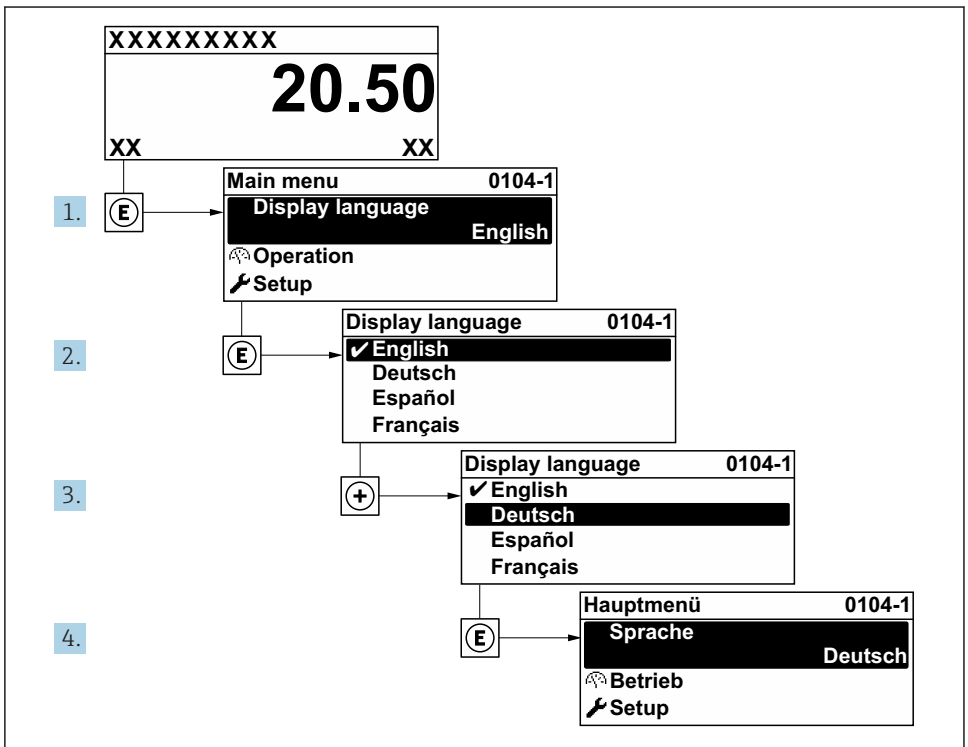 XXXXXXXXX
20.50
XX XX
1. E
Main menu 0104-1
Display language
English
Operation
Setup
2. E
Display language 0104-1
✔English
Deutsch
Español
Français
3. +
Display language 0104-1
✔English
Deutsch
Español
Français
4. E
Hauptmenü 0104-1
Sprache
Deutsch
Betrieb
Setup